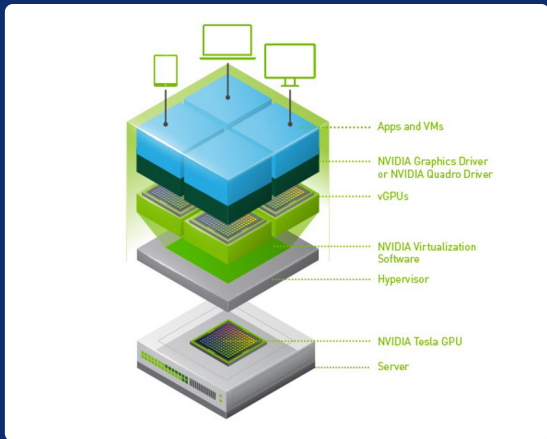 Apps and VMs
NVIDIA Graphics Driver
or NVIDIA Quadro Driver
vGPUs
NVIDIA Virtualization
Software
Hypervisor
NVIDIA Tesla GPU
Server